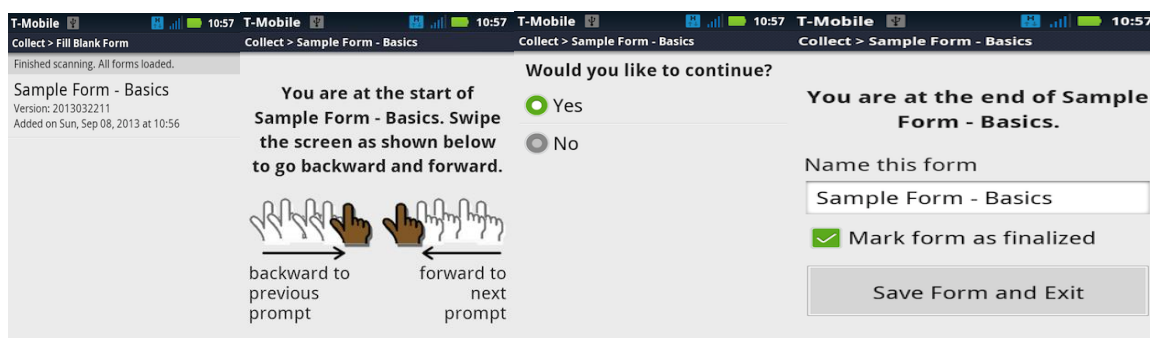 T-Mobile 10:57
Collect > Fill Blank Form
Finished scanning. All forms loaded.
Sample Form - Basics
Version: 2013032211
Added on Sun, Sep 08, 2013 at 10:56
T-Mobile H 10:57
Collect > Sample Form - Basics
You are at the start of
Sample Form - Basics. Swipe
the screen as shown below
to go backward and forward.
backward to
previous
prompt
forward to
next
prompt
T-Mobile H 10:57
Collect > Sample Form - Basics
Would you like to continue?
Yes
No
T-Mobile H 10:57
Collect > Sample Form - Basics
You are at the end of Sample
Form - Basics.
Name this form
Sample Form - Basics
Mark form as finalized
Save Form and Exit